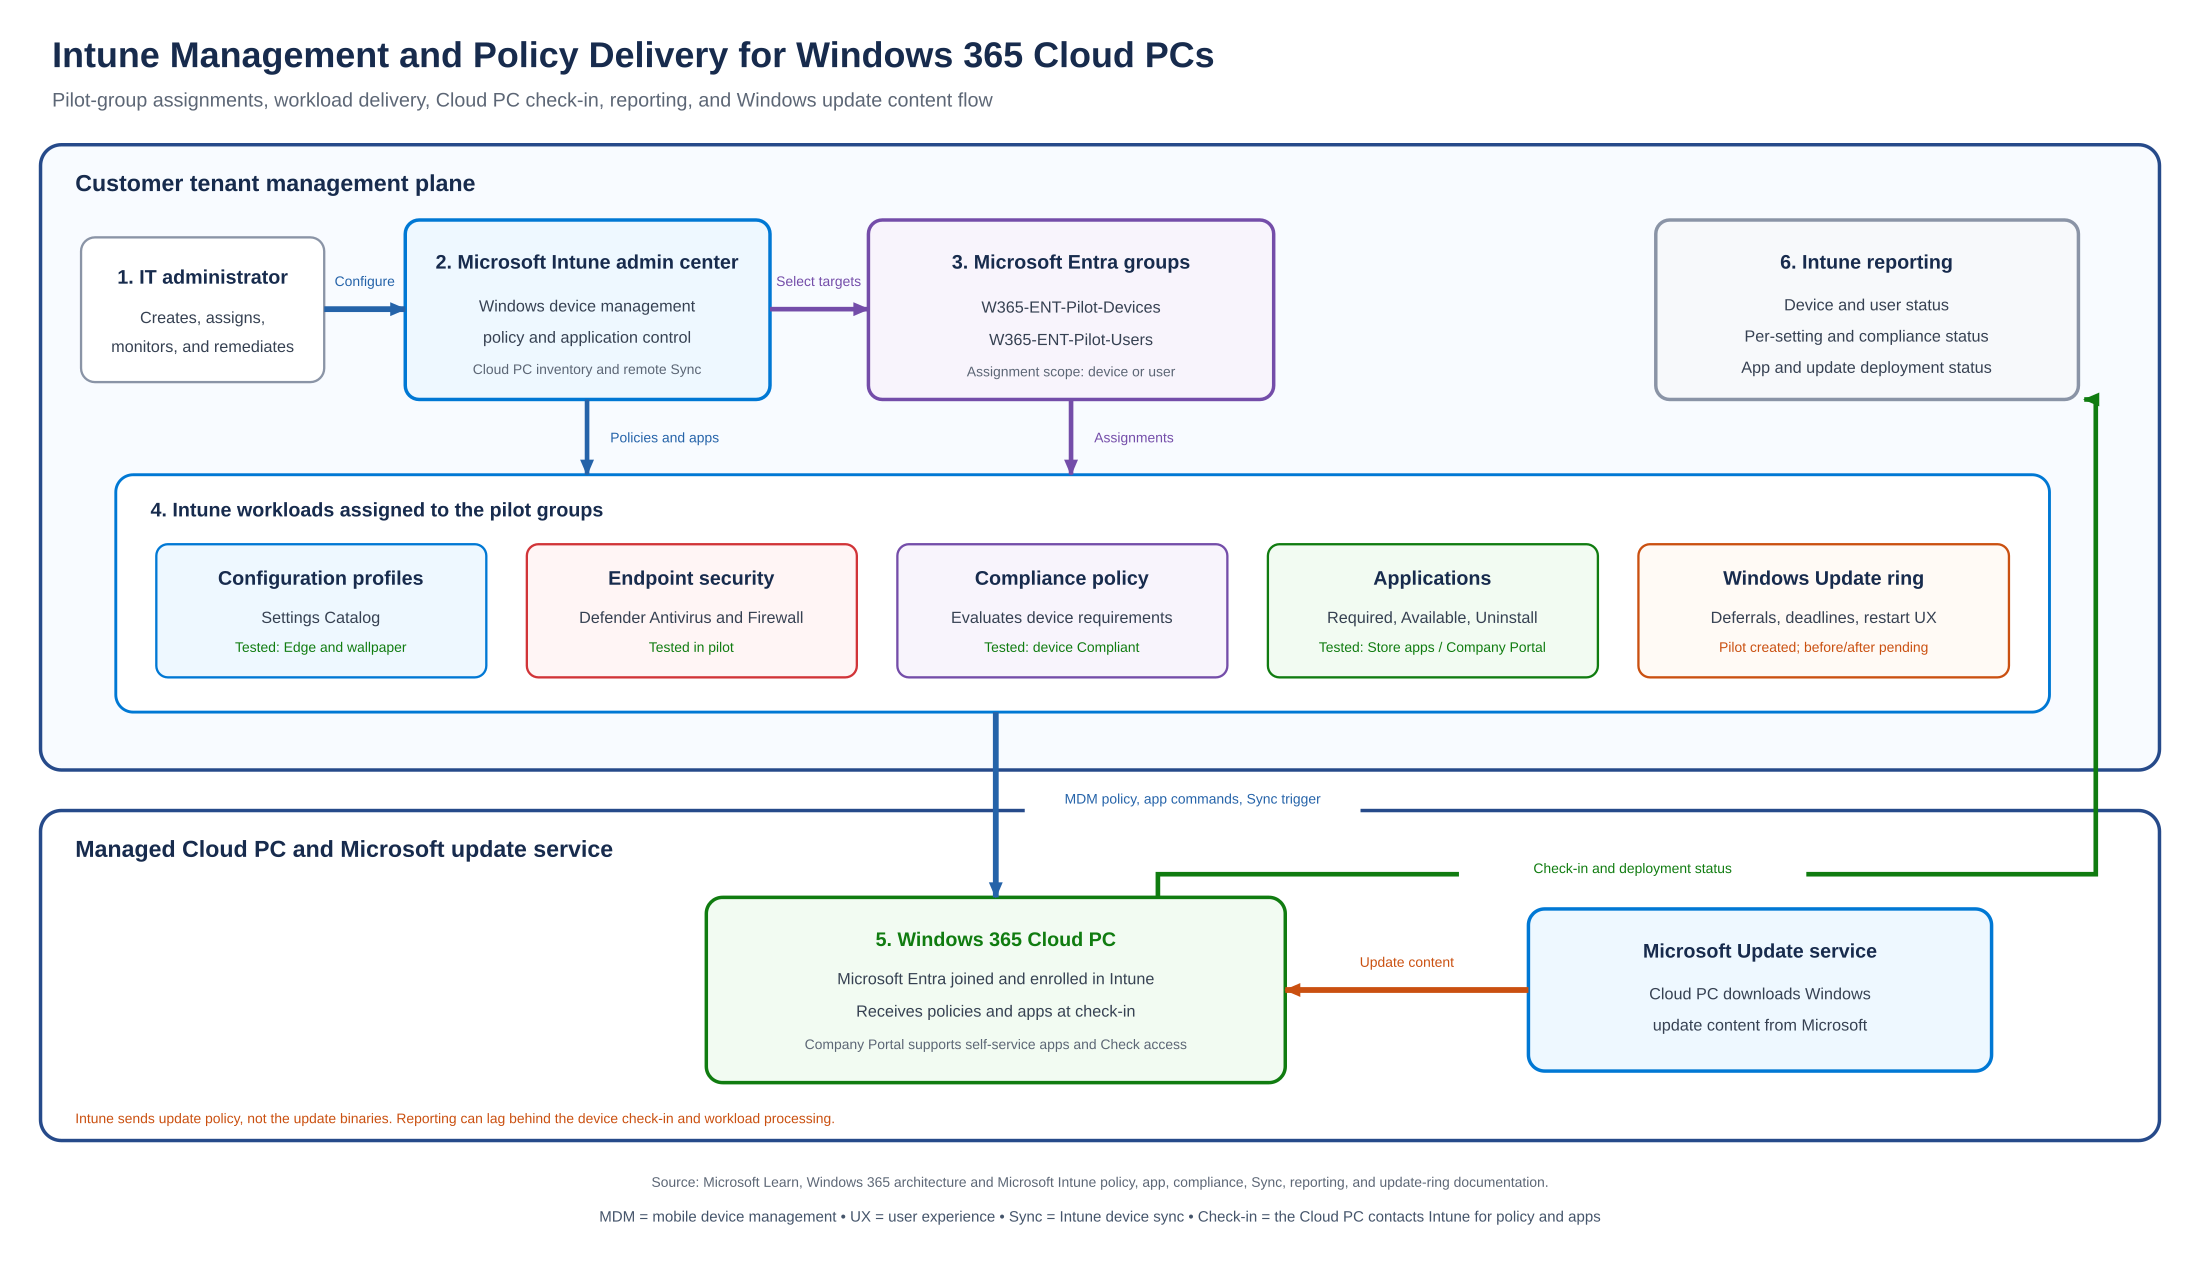 Intune Management and Policy Delivery for Windows 365 Cloud PCs
Pilot-group assignments, workload delivery, Cloud PC check-in, reporting, and Windows update content flow
Customer tenant management plane
1. IT administrator
Creates, assigns,
monitors, and remediates
Configure
2. Microsoft Intune admin center
Windows device management
policy and application control
Cloud PC inventory and remote Sync
Select targets
3. Microsoft Entra groups
W365-ENT-Pilot-Devices
W365-ENT-Pilot-Users
Assignment scope: device or user
6. Intune reporting
Device and user status
Per-setting and compliance status
App and update deployment status
Policies and apps
Assignments
4. Intune workloads assigned to the pilot groups
Configuration profiles
Settings Catalog
Tested: Edge and wallpaper
Endpoint security
Defender Antivirus and Firewall
Tested in pilot
Compliance policy
Evaluates device requirements
Tested: device Compliant
Applications
Required, Available, Uninstall
Tested: Store apps / Company Portal
Windows Update ring
Deferrals, deadlines, restart UX
Pilot created; before/after pending
MDM policy, app commands, Sync trigger
Managed Cloud PC and Microsoft update service
Check-in and deployment status
5. Windows 365 Cloud PC
Microsoft Entra joined and enrolled in Intune
Receives policies and apps at check-in
Company Portal supports self-service apps and Check access
Update content
Microsoft Update service
Cloud PC downloads Windows
update content from Microsoft
Intune sends update policy, not the update binaries. Reporting can lag behind the device check-in and workload processing.
Source: Microsoft Learn, Windows 365 architecture and Microsoft Intune policy, app, compliance, Sync, reporting, and update-ring documentation.
MDM = mobile device management • UX = user experience • Sync = Intune device sync • Check-in = the Cloud PC contacts Intune for policy and apps